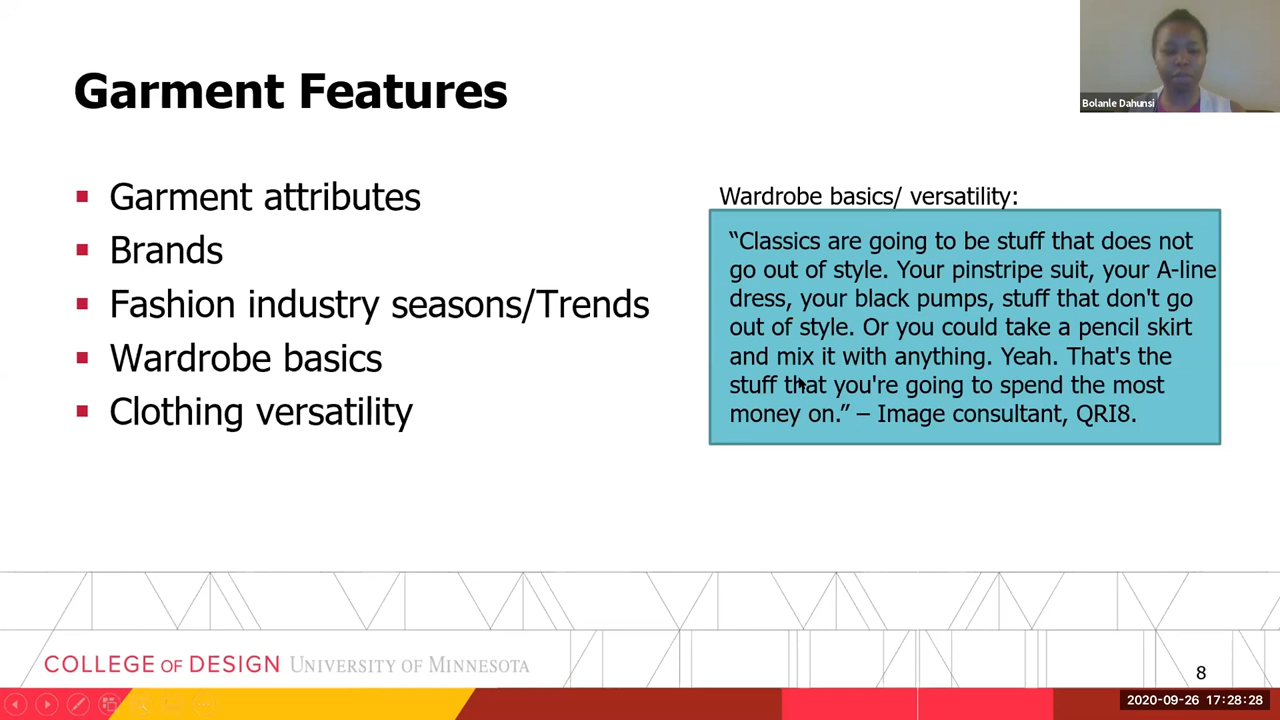 Garment Features
Bolanle Dahunsi
Garment attributes
Brands
Fashion industry seasons/Trends
Wardrobe basics
Clothing versatility
Wardrobe basics/ versatility:
“Classics are going to be stuff that does not
go out of style. Your pinstripe suit, your A-line
dress, your black pumps, stuff that don't go
out of style. Or you could take a pencil skirt
and mix it with anything. Yeah. That's the
stuff that you're going to spend the most
money on.” – Image consultant, QRI8.
COLLEGE OF DESIGN UNIVERSITY OF MINNESOTA
8
2020-09-26 17:28:28